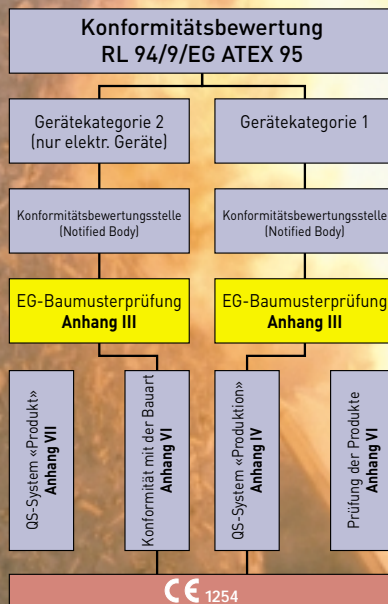 Konformitätsbewertung
RL 94/9/EG ATEX 95
Gerätekategorie 2
(nur elektr. Geräte)
Gerätekategorie 1
Konformitätsbewertungsstelle
(Notified Body)
Konformitätsbewertungsstelle
(Notified Body)
EG-Baumusterprüfung
Anhang III
EG-Baumusterprüfung
Anhang III
QS-System «Produkt»
Anhang VII
Konformität mit der Bauart
Anhang VI
QS-System «Produktion»
Anhang IV
Prüfung der Produkte
Anhang VI
CE 1254